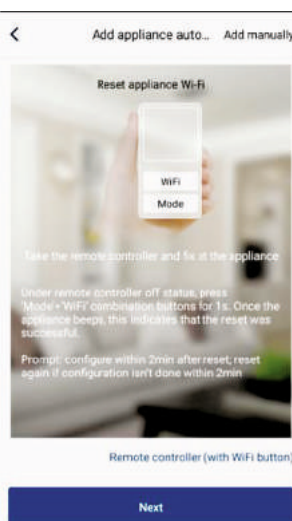 Add appliance auto... Add manually
Reset appliance Wi-Fi
WiFi
Mode
Take the remote controller and fix at the appliance
Under remote controller off status, press
'Mode'+'WiFi' combination buttons for 1s. Once the
appliance beeps, this indicates that the reset was
successful.
Prompt: configure within 2min after reset; reset
again if configuration isn't done within 2min
Remote controller (with WiFi button)
Next